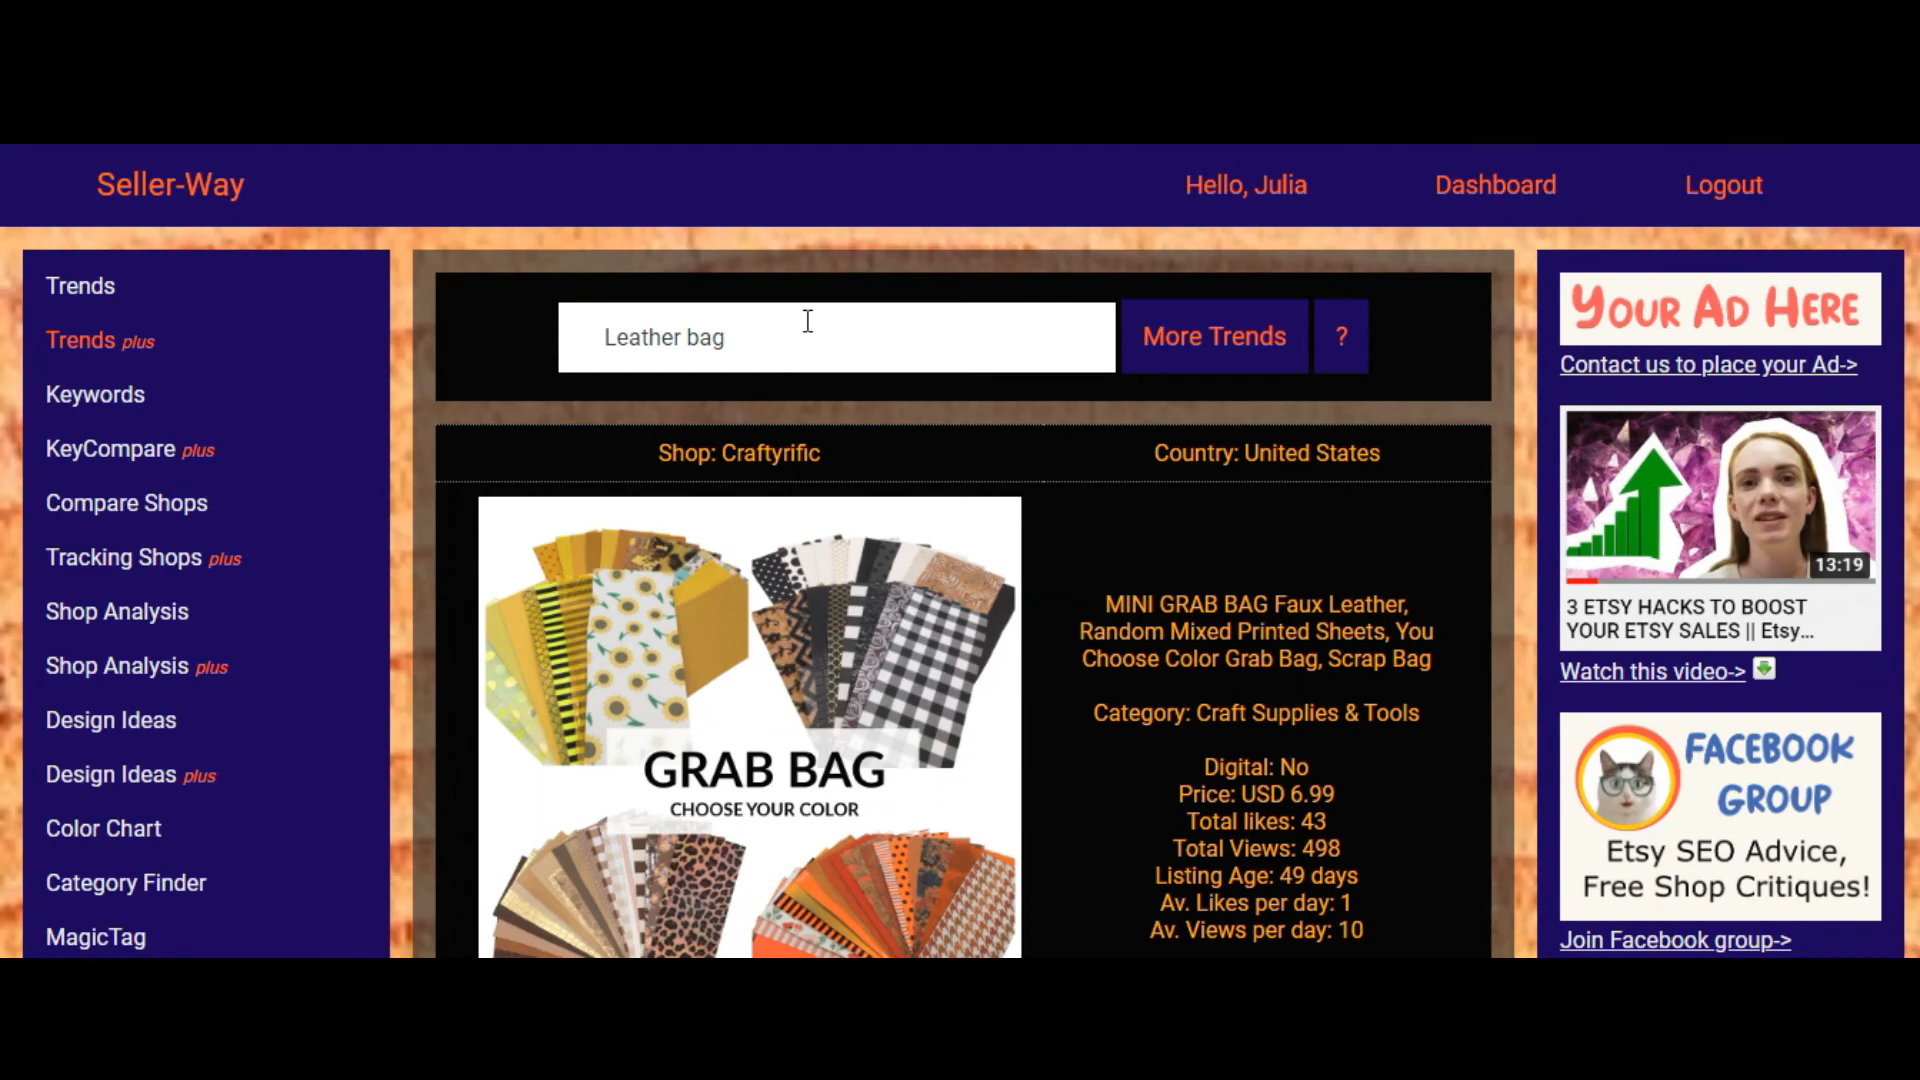 Seller-Way
Hello, Julia
Dashboard
Logout
Trends
Trends plus
Keywords
KeyCompare plus
Compare Shops
Tracking Shops plus
Shop Analysis
Shop Analysis plus
Design Ideas
Design Ideas plus
Color Chart
Category Finder
MagicTag
Leather bag
More Trends
?
Shop: Craftyrific
Country: United States
GRAB BAG
CHOOSE YOUR COLOR
MINI GRAB BAG Faux Leather,
Random Mixed Printed Sheets, You
Choose Color Grab Bag, Scrap Bag
Category: Craft Supplies & Tools
Digital: No
Price: USD 6.99
Total likes: 43
Total Views: 498
Listing Age: 49 days
Av. Likes per day: 1
Av. Views per day: 10
YOUR AD HERE
Contact us to place your Ad->
13:19
3 ETSY HACKS TO BOOST
YOUR ETSY SALES || Etsy...
Watch this video->
FACEBOOK
GROUP
Etsy SEO Advice,
Free Shop Critiques!
Join Facebook group->